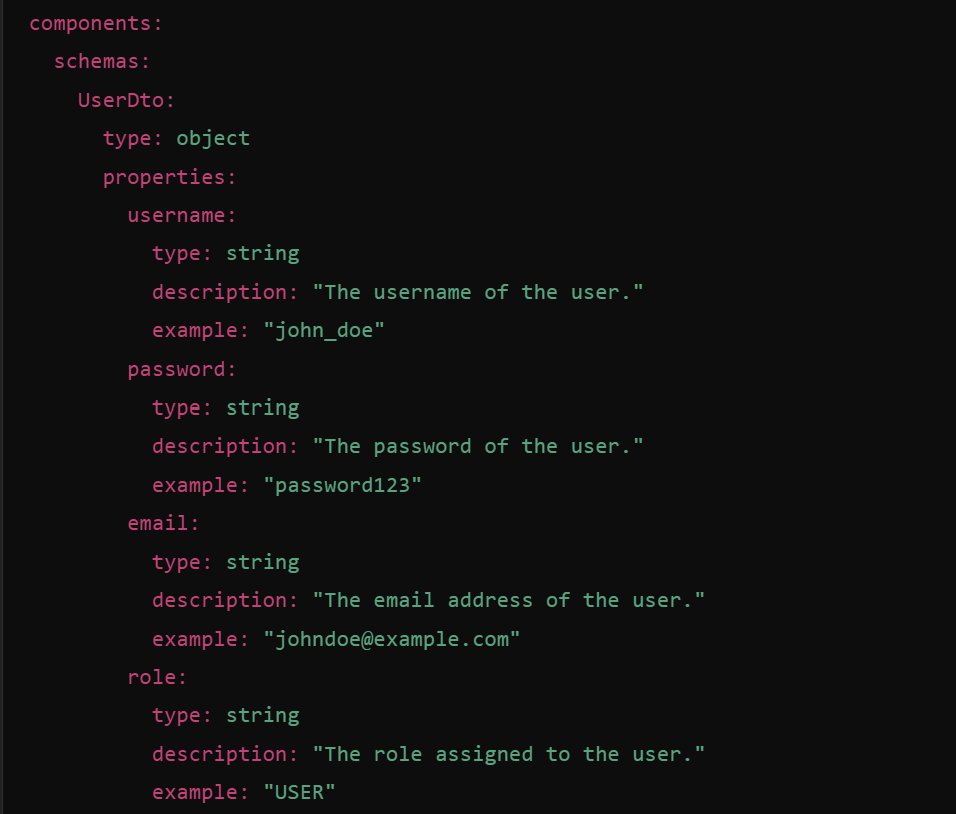 components:
  schemas:
    UserDto:
      type: object
      properties:
        username:
          type: string
          description: "The username of the user."
          example: "john_doe"
        password:
          type: string
          description: "The password of the user."
          example: "password123"
        email:
          type: string
          description: "The email address of the user."
          example: "johndoe@example.com"
        role:
          type: string
          description: "The role assigned to the user."
          example: "USER"